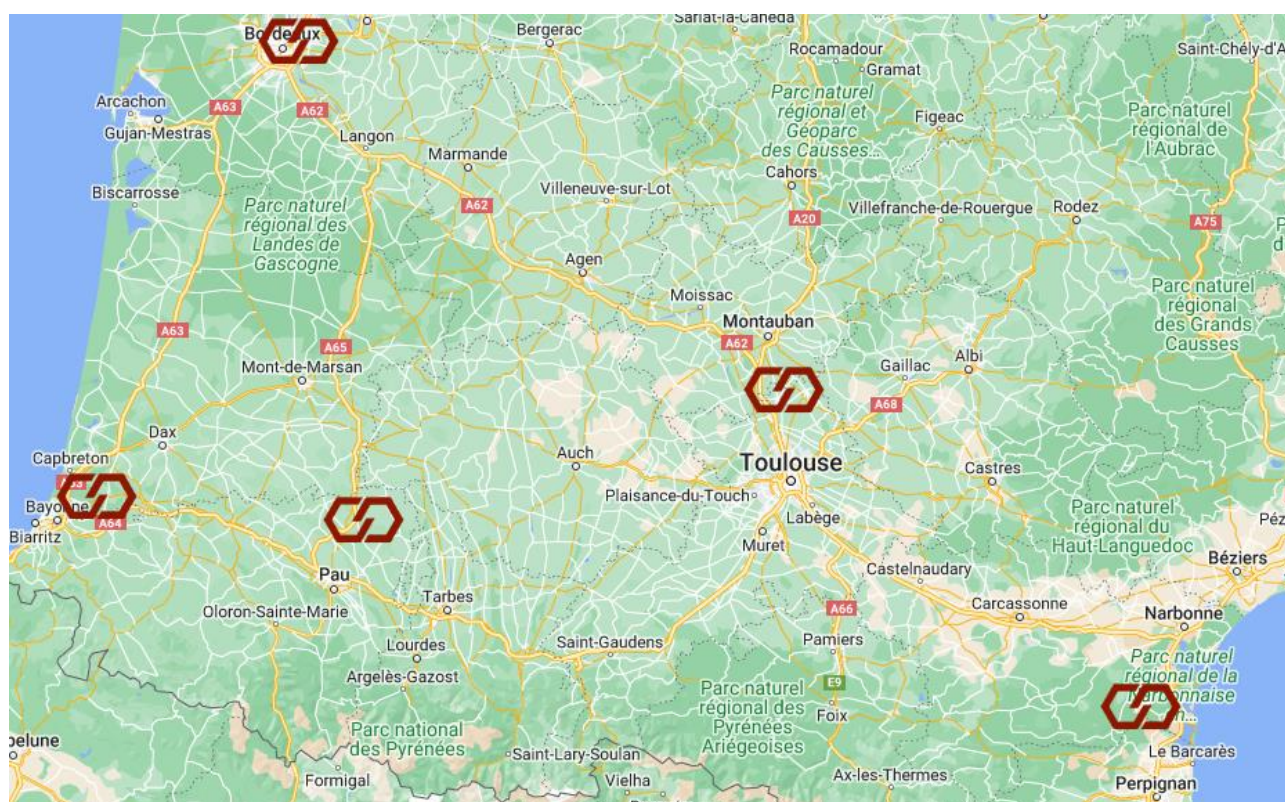 Bordeaux
Bergerac
Sarlat-la-Canéda
Rocamadour
Gramat
Saint-Chély-d'A
Arcachon
A63
A62
Gujan-Mestras
Langon
Marmande
Parc naturel
régional et
Géoparc
des Causses...
Figeac
Parc naturel
régional de
l'Aubrac
Biscarrosse
Villeneuve-sur-Lot
Cahors
A62
Parc naturel
régional des
Landes de
Gascogne
A20
Villefranche-de-Rouergue
Rodez
A75
Agen
Moissac
Parc naturel
régional
des Grands
Causses
A63
A65
Montauban
A62
Mont-de-Marsan
Gaillac
Albi
A68
Dax
Capbreton
Auch
Toulouse
Castres
Plaisance-du-Touch
Labège
Bayonne
A64
Biarritz
Muret
Parc naturel
régional du
Haut-Languedoc
Péz
Béziers
Pau
Castelnaudary
Tarbes
Oloron-Sainte-Marie
A66
Carcassonne
Narbonne
Lourdes
Saint-Gaudens
Pamiers
Argelès-Gazost
E9
Parc naturel
régional de la
Narbonnaise
Parc naturel
régional des
Pyrénées
Ariégeoises
Foix
Parc national
des Pyrénées
Saint-Lary-Soulan
Le Barcarès
pelune
Formigal
Vielha
Ax-les-Thermes
Perpignan